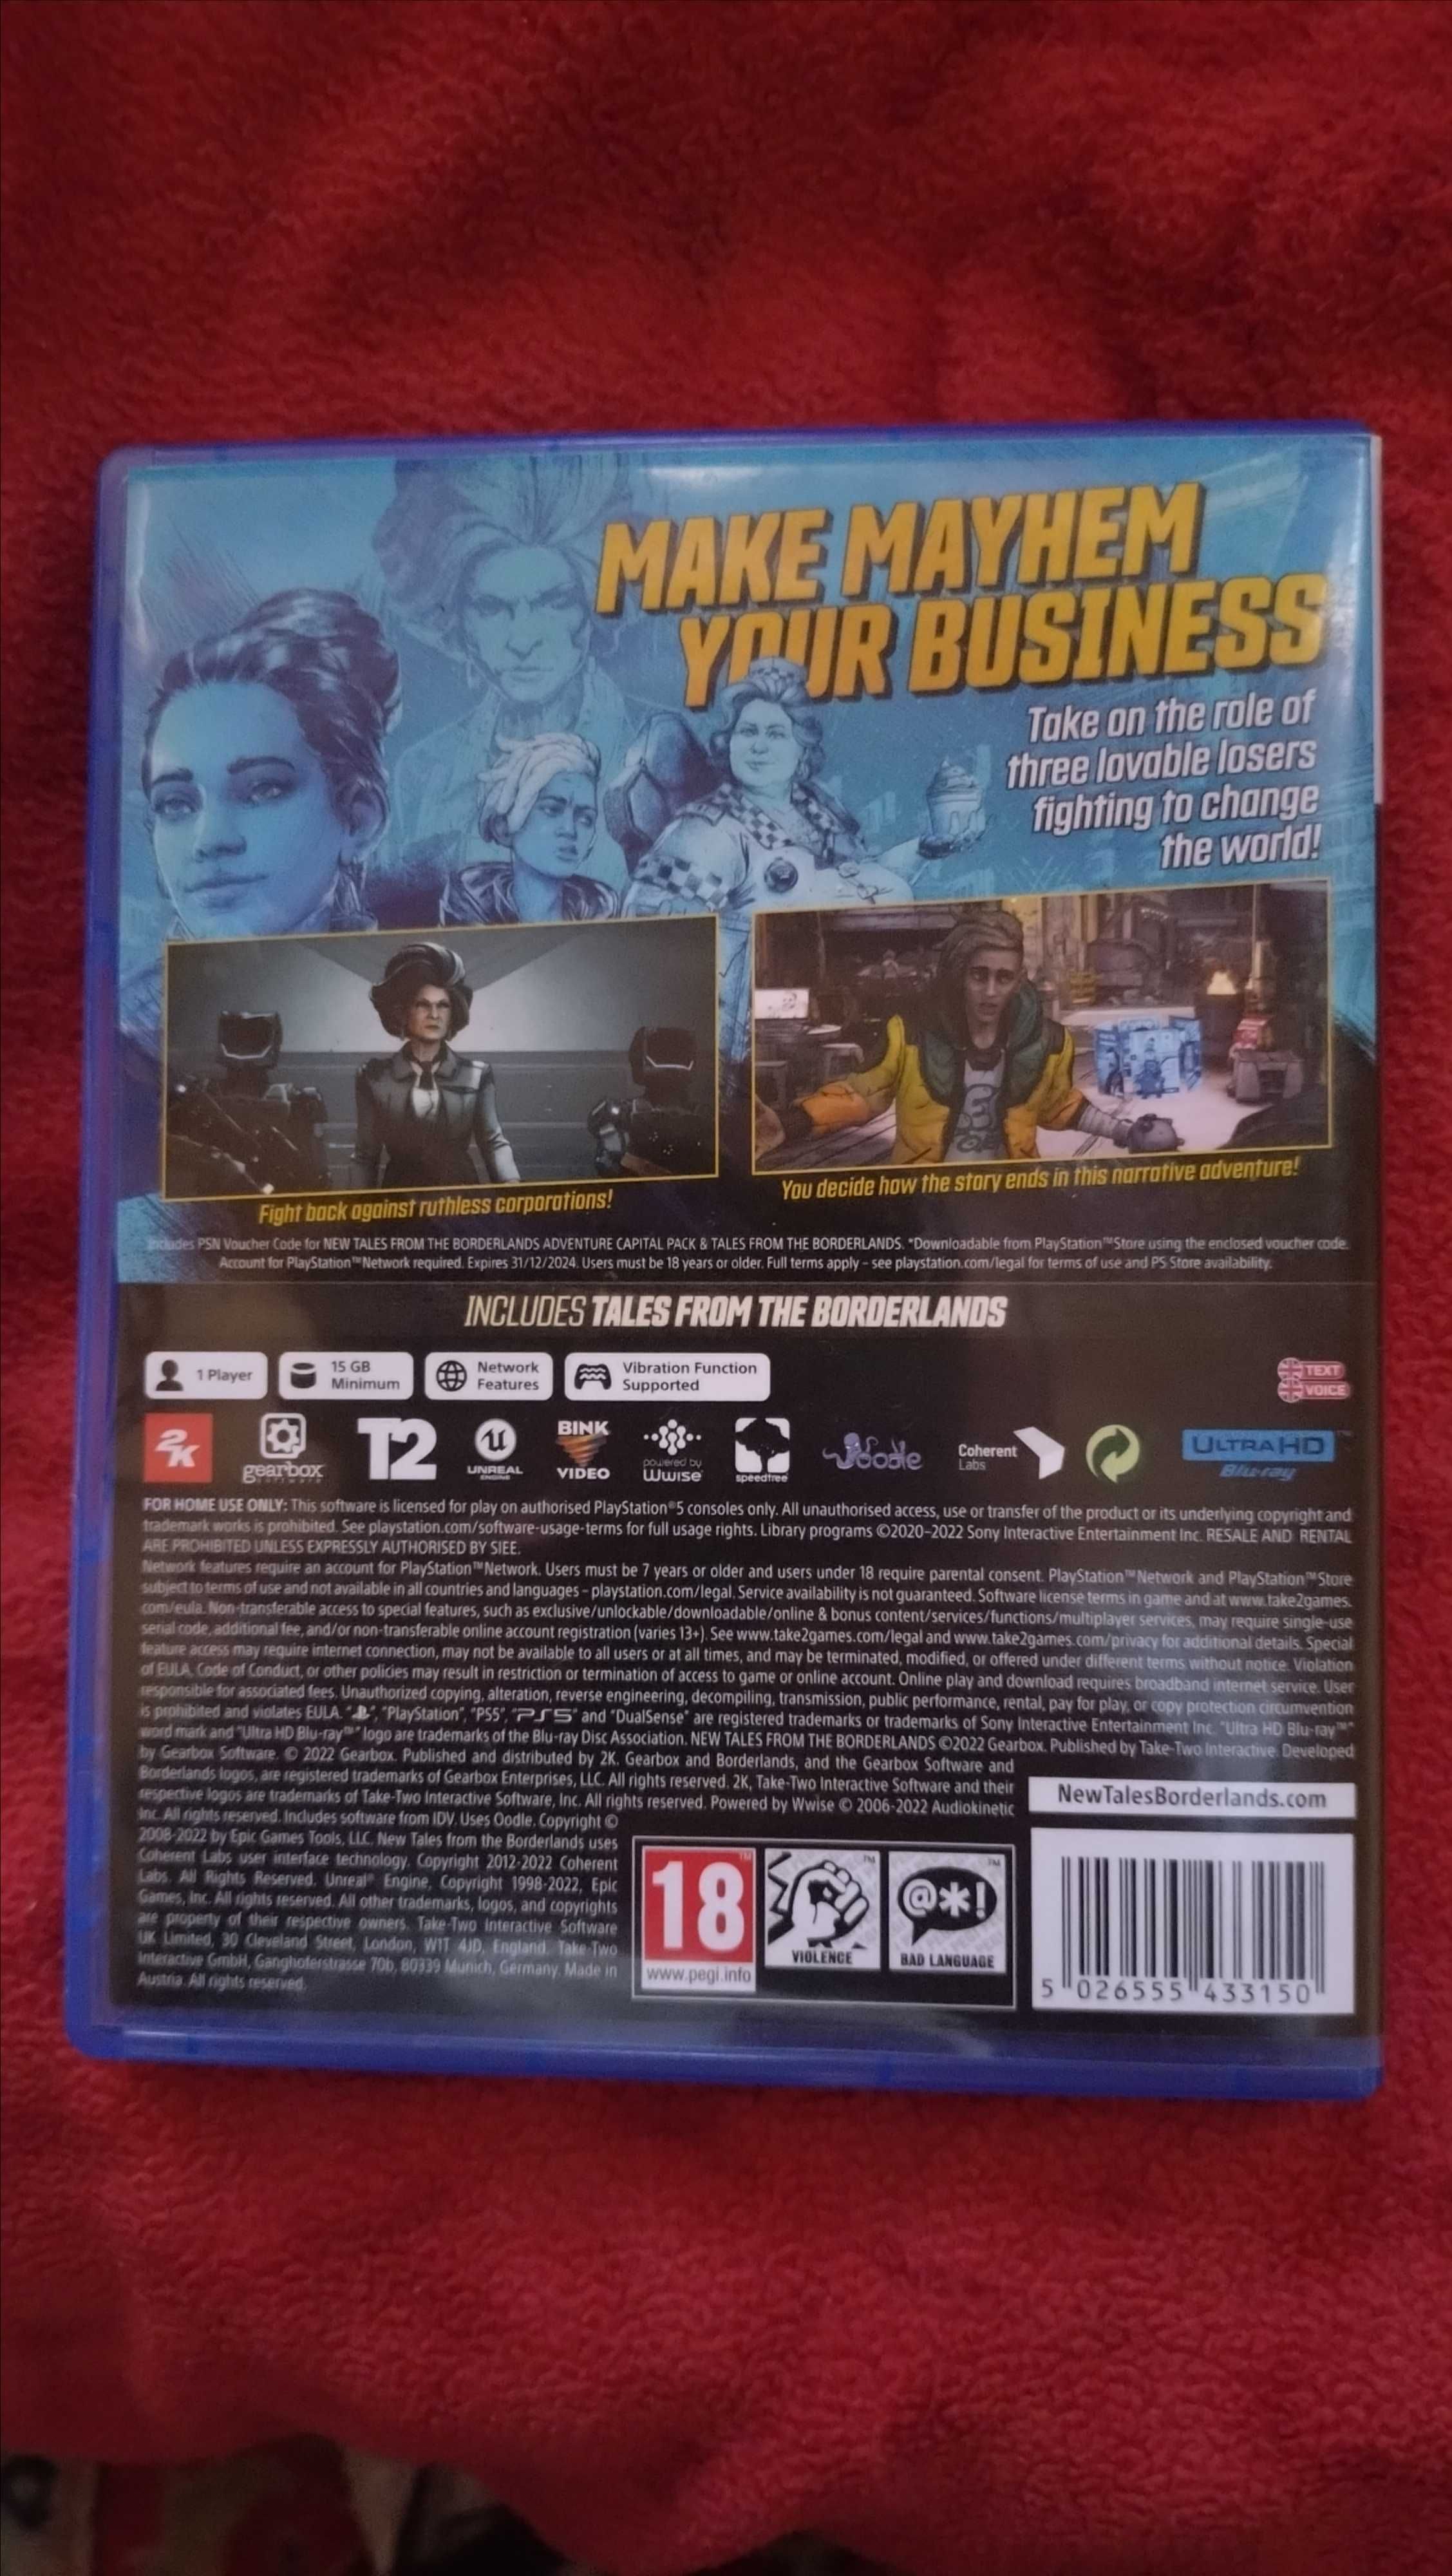 MAKE MAYHEM
YOUR BUSINESS
Take on the role of
three lovable losers
fighting to change
the world!
Fight back against ruthless corporations!
You decide how the story ends in this narrative adventure!
Includes PSN Voucher Code for NEW TALES FROM THE BORDERLANDS ADVENTURE CAPITAL PACK & TALES FROM THE BORDERLANDS. *Downloadable from PlayStation™Store using the enclosed voucher code.
Account for PlayStation™Network required. Expires 31/12/2024. Users must be 18 years or older. Full terms apply – see playstation.com/legal for terms of use and PS Store availability.
INCLUDES TALES FROM THE BORDERLANDS
1 Player
15 GB
Minimum
Network
Features
Vibration Function
Supported
TEXT
VOICE
2K
gearbox
software
T2
UNREAL
ENGINE
BINK
VIDEO
powered by
Wwise
speedtree
Oodle
Coherent
Labs
ULTRA HD
Blu-ray
FOR HOME USE ONLY: This software is licensed for play on authorised PlayStation®5 consoles only. All unauthorised access, use or transfer of the product or its underlying copyright and
trademark works is prohibited. See playstation.com/software-usage-terms for full usage rights. Library programs ©2020-2022 Sony Interactive Entertainment Inc. RESALE AND RENTAL
ARE PROHIBITED UNLESS EXPRESSLY AUTHORISED BY SIEE.
Network features require an account for PlayStation™Network. Users must be 7 years or older and users under 18 require parental consent. PlayStation™Network and PlayStation™Store
subject to terms of use and not available in all countries and languages – playstation.com/legal. Service availability is not guaranteed. Software license terms in game and at www.take2games.
com/eula. Non-transferable access to special features, such as exclusive/unlockable/downloadable/online & bonus content/services/functions/multiplayer services, may require single-use
serial code, additional fee, and/or non-transferable online account registration (varies 13+). See www.take2games.com/legal and www.take2games.com/privacy for additional details. Special
feature access may require internet connection, may not be available to all users or at all times, and may be terminated, modified, or offered under different terms without notice. Violation
of EULA, Code of Conduct, or other policies may result in restriction or termination of access to game or online account. Online play and download requires broadband internet service. User
responsible for associated fees. Unauthorized copying, alteration, reverse engineering, decompiling, transmission, public performance, rental, pay for play, or copy protection circumvention
is prohibited and violates EULA. "", "PlayStation", "PS5", "PS5" and "DualSense" are registered trademarks or trademarks of Sony Interactive Entertainment Inc. "Ultra HD Blu-ray™"
word mark and "Ultra HD Blu-ray™" logo are trademarks of the Blu-ray Disc Association. NEW TALES FROM THE BORDERLANDS ©2022 Gearbox. Published by Take-Two Interactive. Developed
by Gearbox Software. © 2022 Gearbox. Published and distributed by 2K. Gearbox and Borderlands, and the Gearbox Software and
Borderlands logos, are registered trademarks of Gearbox Enterprises, LLC. All rights reserved. 2K, Take-Two Interactive Software and their
respective logos are trademarks of Take-Two Interactive Software, Inc. All rights reserved. Powered by Wwise © 2006-2022 Audiokinetic
Inc. All rights reserved. Includes software from IDV. Uses Oodle. Copyright ©
2008-2022 by Epic Games Tools, LLC. New Tales from the Borderlands uses
Coherent Labs user interface technology. Copyright 2012-2022 Coherent
Labs. All Rights Reserved. Unreal® Engine, Copyright 1998-2022, Epic
Games, Inc. All rights reserved. All other trademarks, logos, and copyrights
are property of their respective owners. Take-Two Interactive Software
UK Limited, 30 Cleveland Street, London, W1T 4JD, England. Take-Two
Interactive GmbH, Ganghoferstrasse 70b, 80339 Munich, Germany. Made in
Austria. All rights reserved.
NewTalesBorderlands.com
18
www.pegi.info
VIOLENCE
@*!
BAD LANGUAGE
5 026555 433150